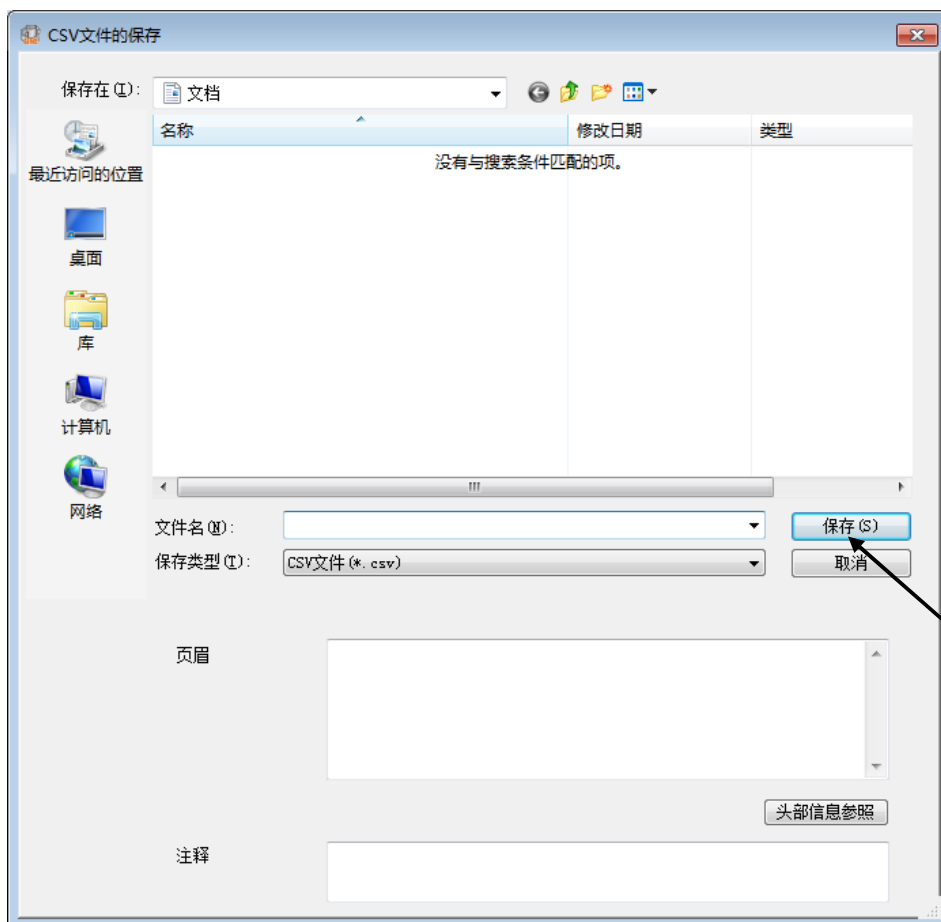 CSV文件的保存
保存在(I):
文档
名称
修改日期
类型
没有与搜索条件匹配的项。
最近访问的位置
桌面
库
计算机
网络
文件名(N):
保存(S)
保存类型(T):
CSV文件(*.csv)
取消
页眉
头部信息参照
注释